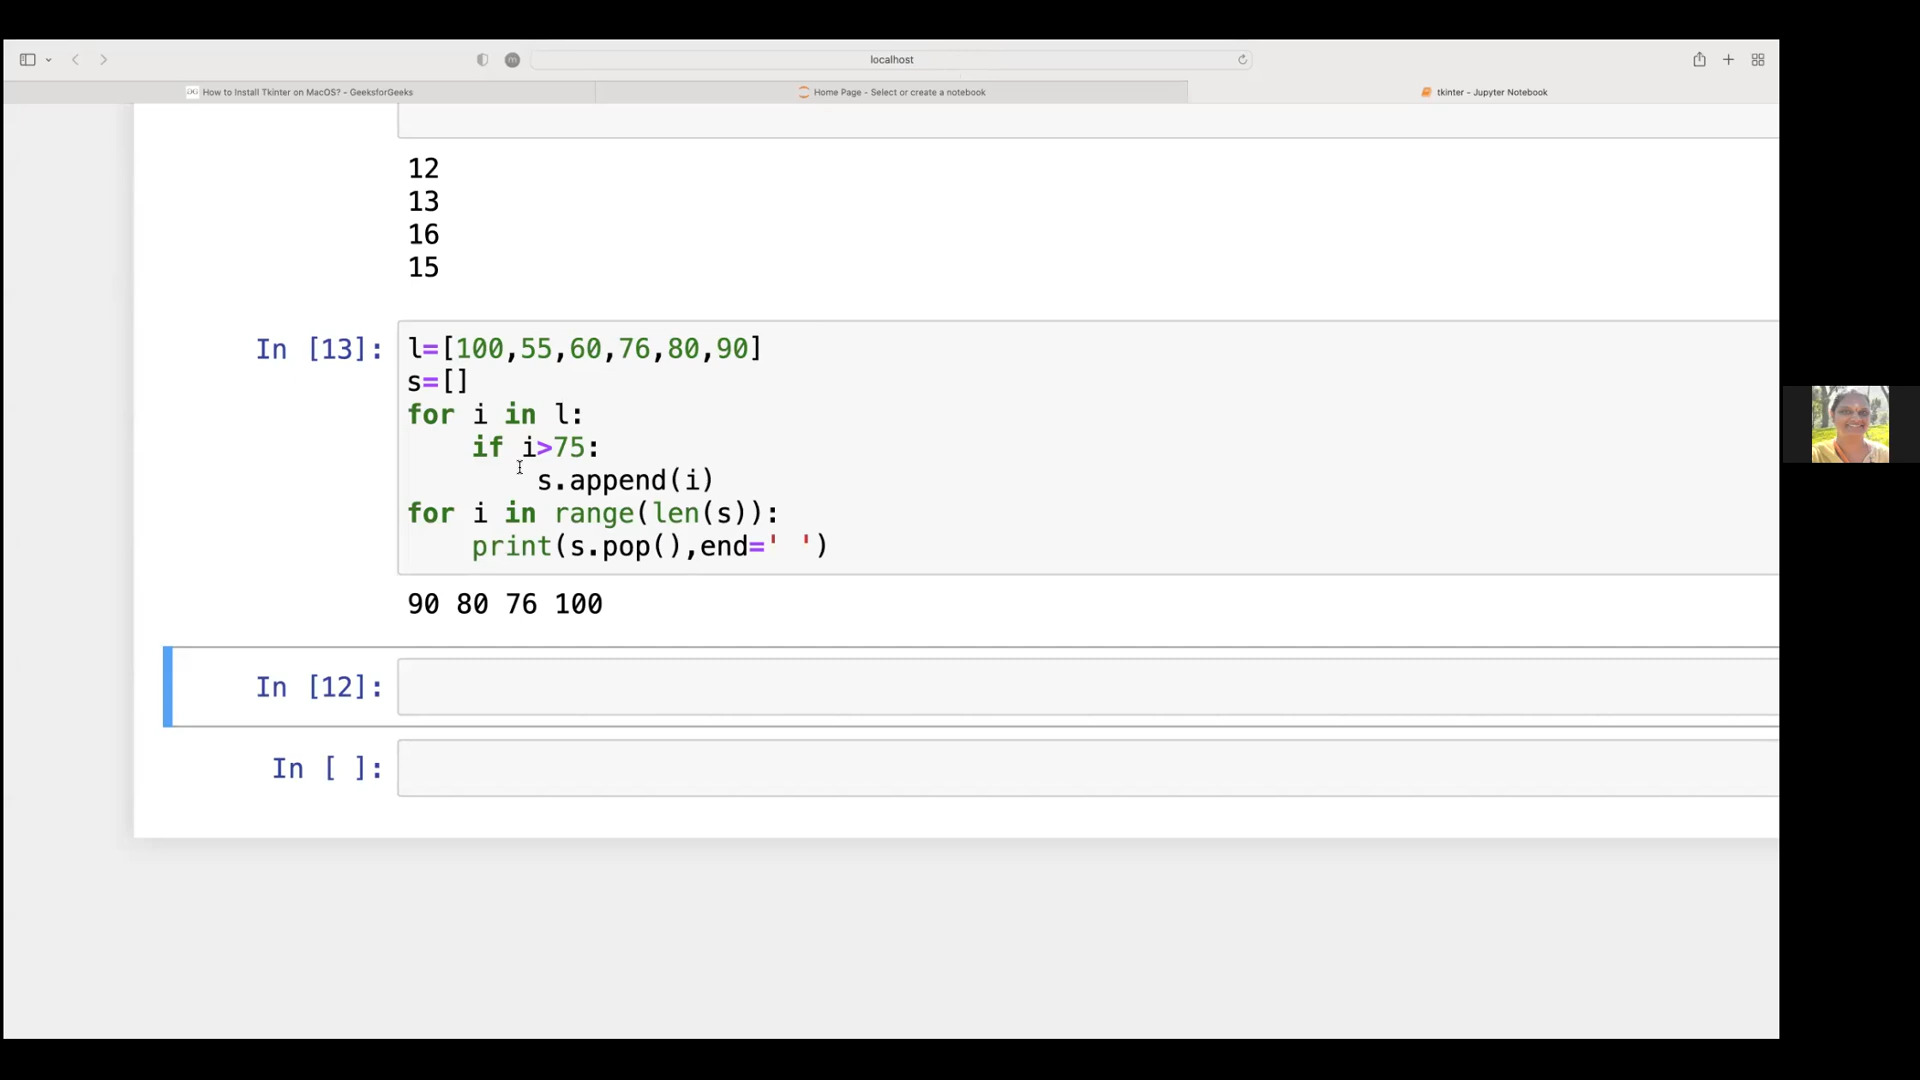 localhost
How to Install Tkinter on MacOS? - GeeksforGeeks
Home Page - Select or create a notebook
tkinter - Jupyter Notebook
12
13
16
15
In [13]:
l=[100,55,60,76,80,90]
s=[]
for i in l:
    if i>75:
        s.append(i)
for i in range(len(s)):
    print(s.pop(),end=' ')
90 80 76 100
In [12]:
In [ ]: